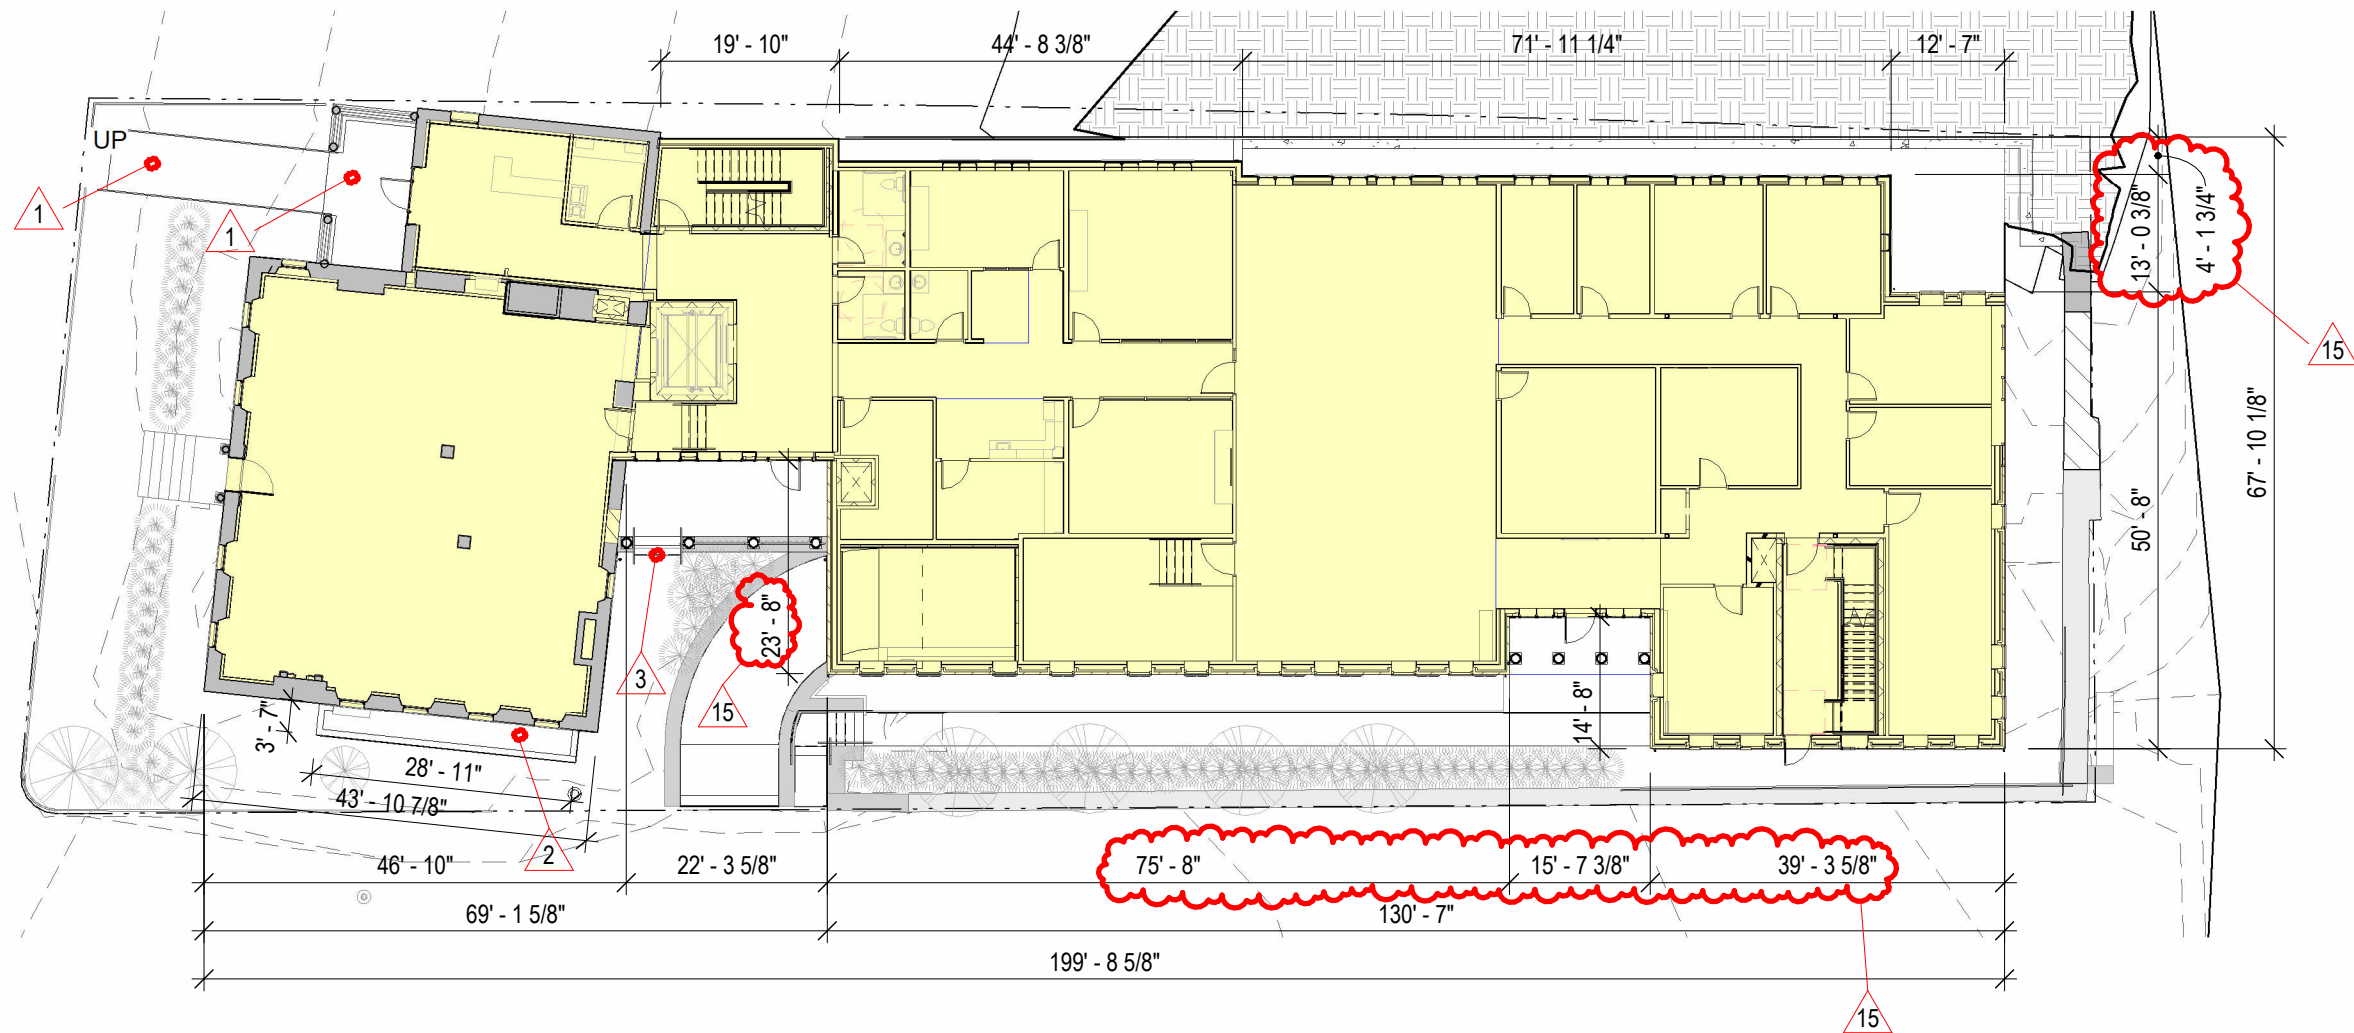 19' - 10"
44' - 8 3/8"
71' - 11 1/4"
12' - 7"
UP
1
1
13' - 0 3/8"
4' - 1 3/4"
15
67' - 10 1/8"
50' - 8"
23' - 8"
3
15
14' - 8"
3' - 7"
28' - 11"
43' - 10 7/8"
2
46' - 10"
22' - 3 5/8"
75' - 8"
15' - 7 3/8"
39' - 3 5/8"
69' - 1 5/8"
130' - 7"
199' - 8 5/8"
15